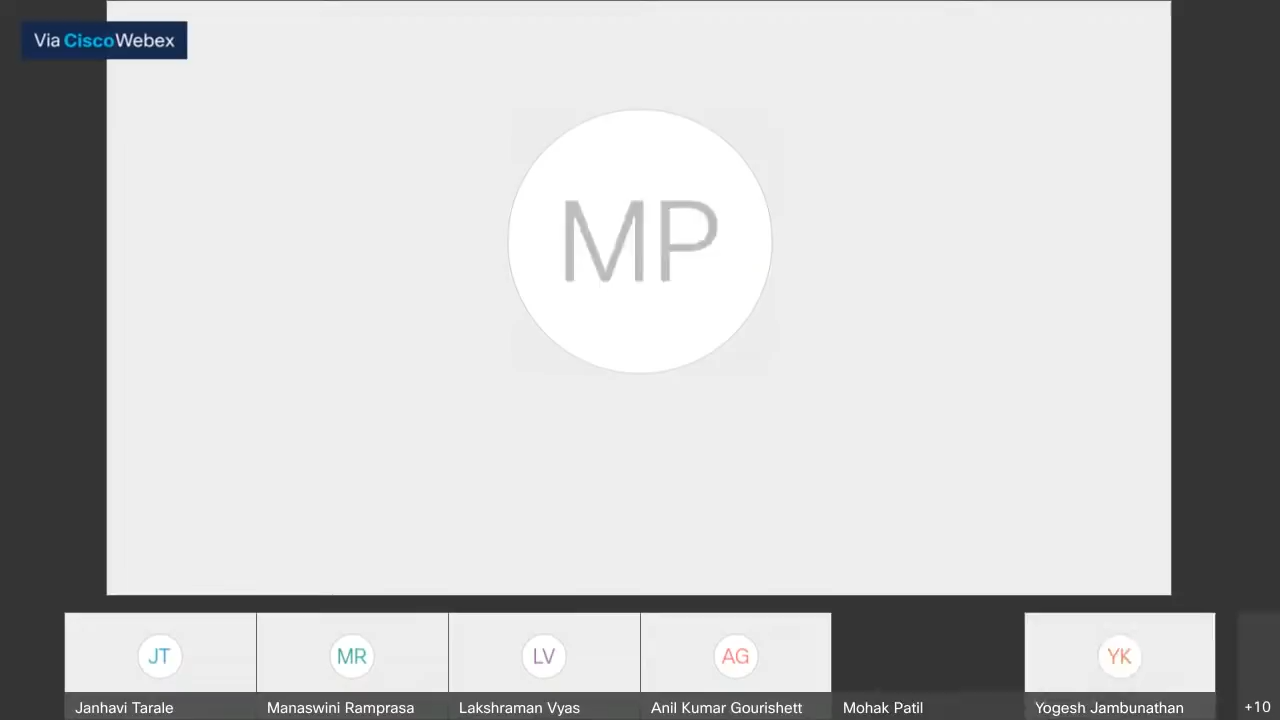 Via CiscoWebex
MP
JT
MR
LV
AG
YK
Janhavi Tarale
Manaswini Ramprasa
Lakshraman Vyas
Anil Kumar Gourishett
Mohak Patil
Yogesh Jambunathan
+10